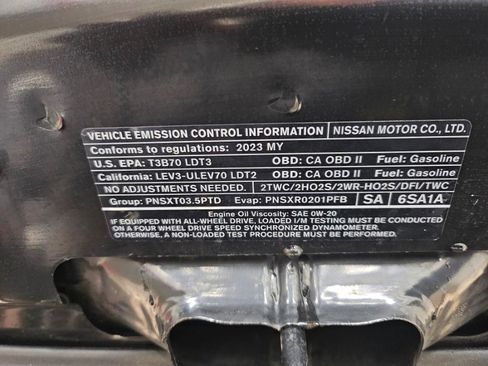 VEHICLE EMISSION CONTROL INFORMATION NISSAN MOTOR CO., LTD.
Conforms to regulations: 2023 MY
U.S. EPA: T3B70 LDT3 OBD: CA OBD II Fuel: Gasoline
California: LEV3-ULEV70 LDT2 OBD: CA OBD II Fuel: Gasoline
NO ADJUSTMENTS NEEDED. 2TWC/2HO2S/2WR-HO2S/DFI/TWC
Group: PNSXT03.5PTD Evap: PNSXR0201PFB SA 6SA1A
Engine Oil Viscosity: SAE 0W-20
IF EQUIPPED WITH ALL-WHEEL DRIVE, LOADED I/M TESTING MUST BE CONDUCTED
ON A FOUR WHEEL DRIVE SPEED SYNCHRONIZED DYNAMOMETER.
OTHERWISE, A NON-LOADED TEST PROCEDURE MUST BE CONDUCTED.